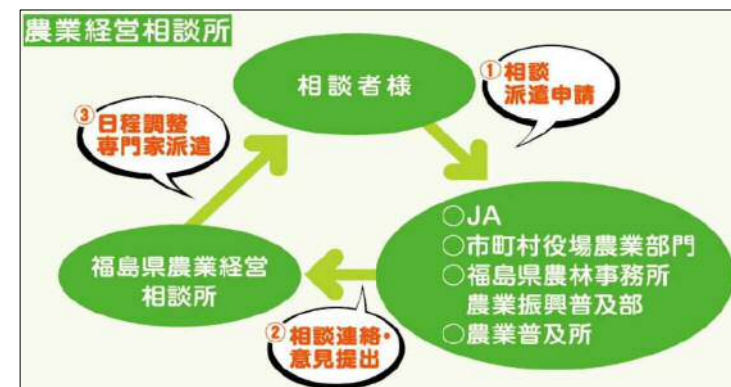 農業経営相談所
相談者様
①相談
派遣申請
○JA
○市町村役場農業部門
○福島県農林事務所
農業振興普及部
○農業普及所
②相談連絡・
意見提出
福島県農業経営
相談所
③日程調整
専門家派遣